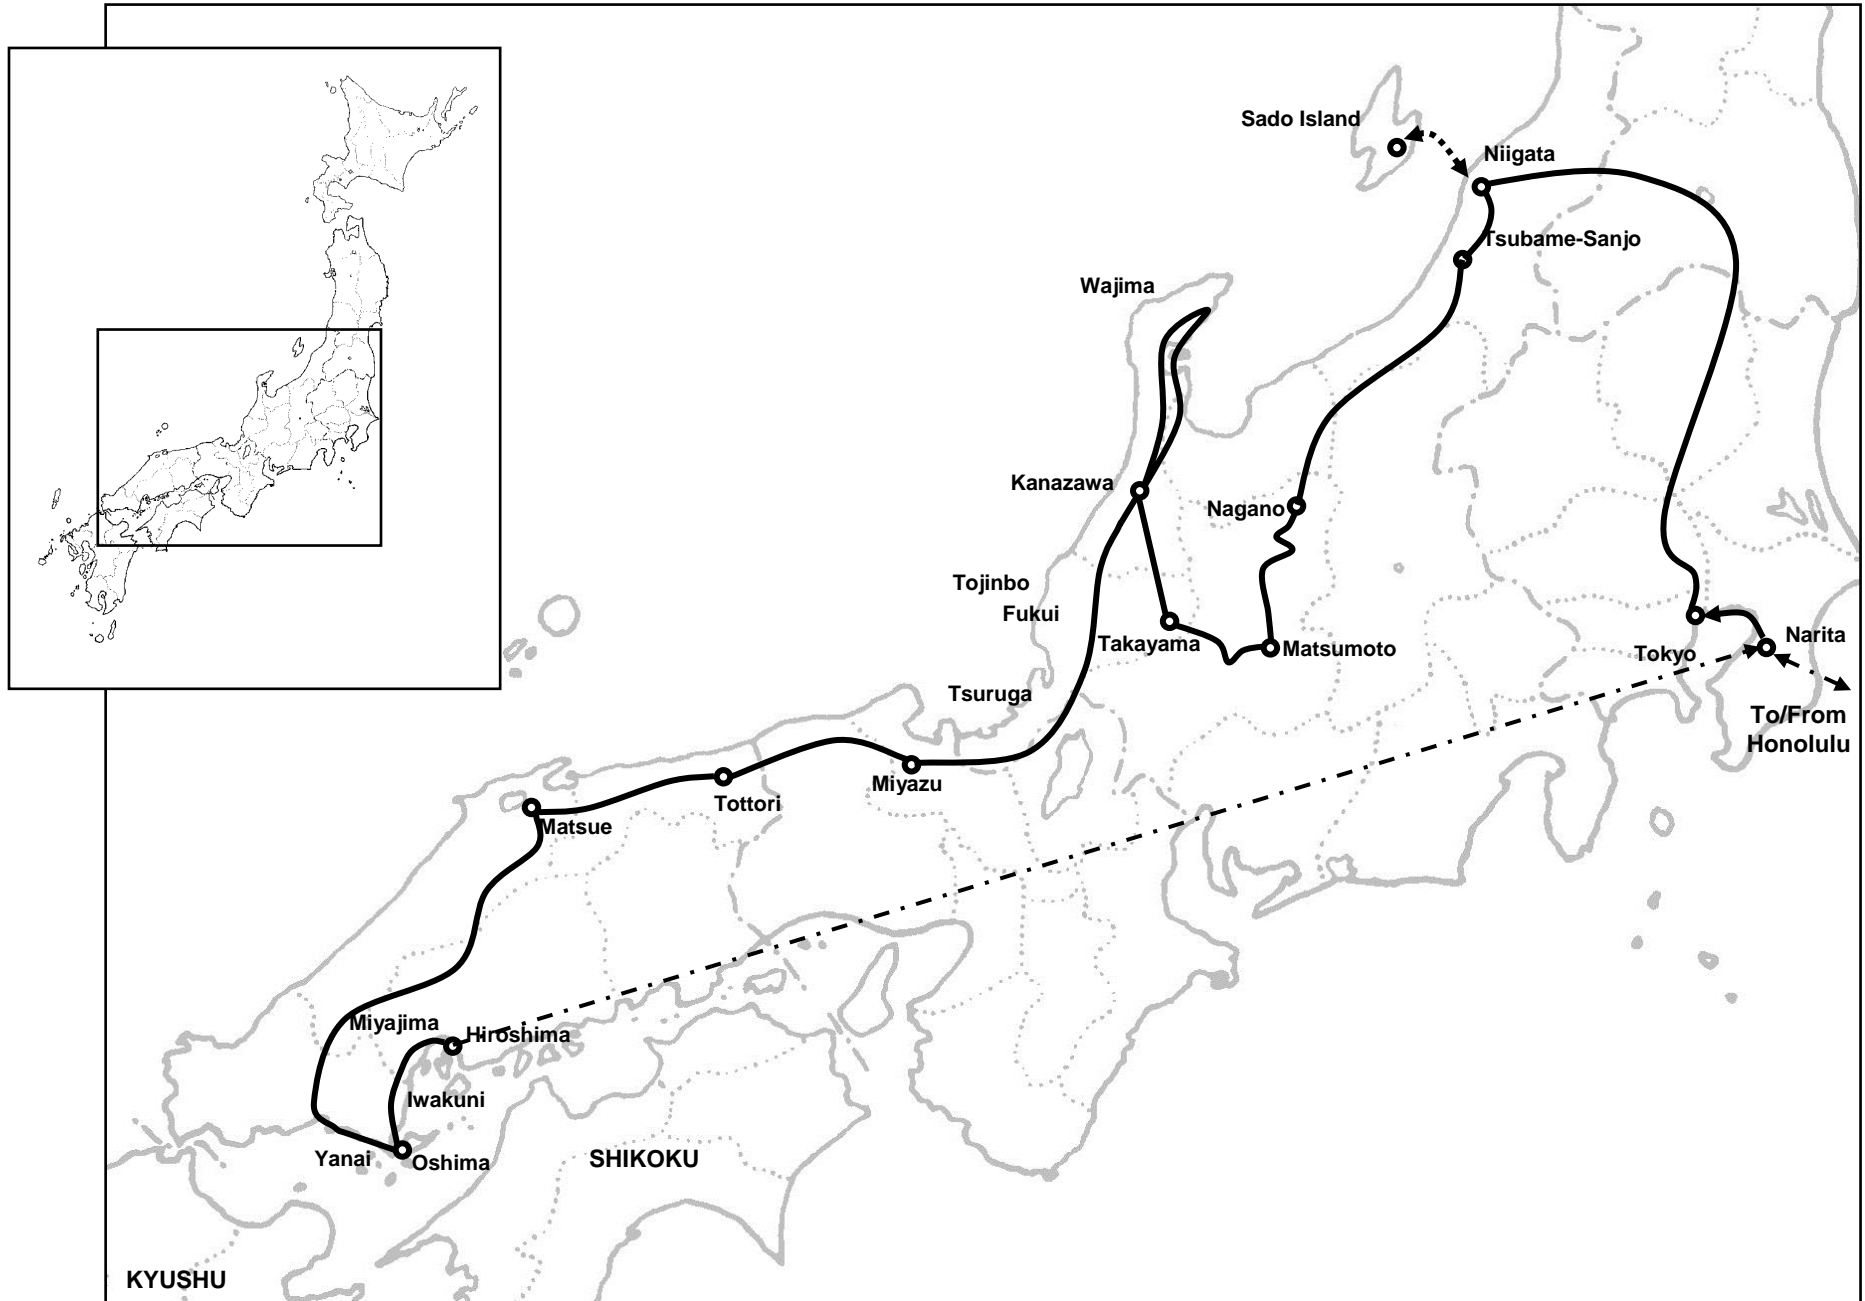 Sado Island
Niigata
Tsubame-Sanjo
Wajima
Kanazawa
Nagano
Tojinbo
Fukui
Takayama
Matsumoto
Tokyo
Narita
Tsuruga
To/From
Honolulu
Miyazu
Tottori
Matsue
Miyajima
Hiroshima
Iwakuni
Yanai
Oshima
SHIKOKU
KYUSHU